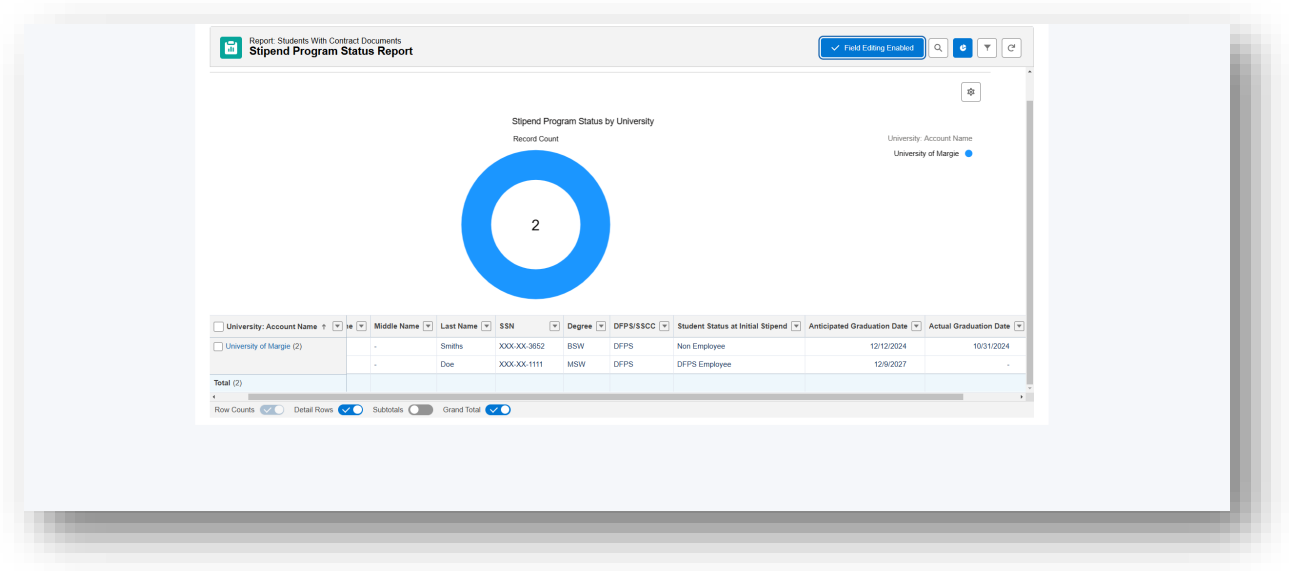 Report: Students With Contract Documents
Stipend Program Status Report
Field Editing Enabled
Stipend Program Status by University
Record Count
University: Account Name
University of Margie
2
University: Account Name ↑ Middle Name Last Name SSN Degree DFPS/SSCC Student Status at Initial Stipend Anticipated Graduation Date Actual Graduation Date
University of Margie (2) - Smiths XXX-XX-3652 BSW DFPS Non Employee 12/12/2024 10/31/2024
- Doe XXX-XX-1111 MSW DFPS DFPS Employee 12/9/2027 -
Total (2)
Row Counts Detail Rows Subtotals Grand Total